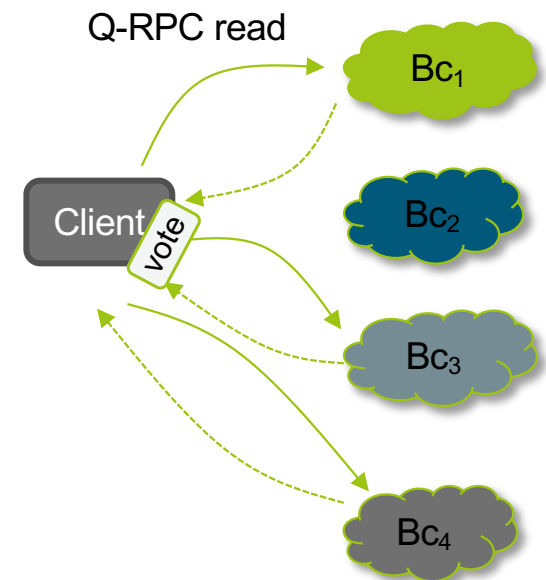 Q-RPC read
Bc₁
Client
vote
Bc₂
Bc₃
Bc₄